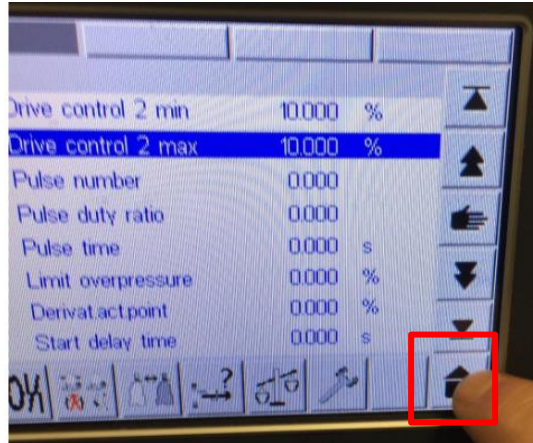 Drive control 2 min 10.000 %
Drive control 2 max 10.000 %
Pulse number 0.000
Pulse duty ratio 0.000
Pulse time 0.000 s
Limit overpressure 0.000 %
Derivat.act.point 0.000 %
Start delay time 0.000 s
OK ?